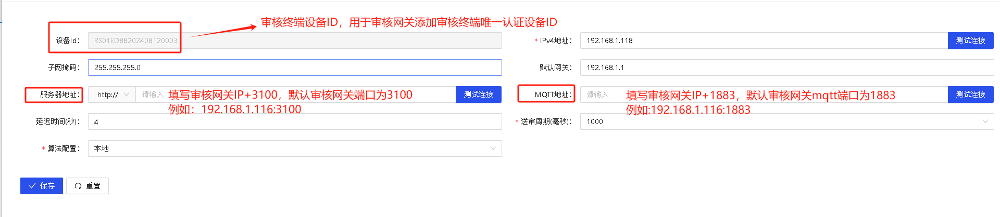 审核终端设备ID，用于审核网关添加审核终端唯一认证设备ID
设备Id： RS01ED88202408120003
* IPv4地址： 192.168.1.118 测试连接
子网掩码： 255.255.255.0
默认网关： 192.168.1.1
服务器地址： http:// 请输入 填写审核网关IP+3100，默认审核网关端口为3100 测试连接
例如：192.168.1.116:3100
MQTT地址： 请输入 填写审核网关IP+1883，默认审核网关mqtt端口为1883 测试连接
例如:192.168.1.116:1883
延迟时间(秒)： 4
* 送审周期(毫秒)： 1000
* 算法配置： 本地
保存 重置